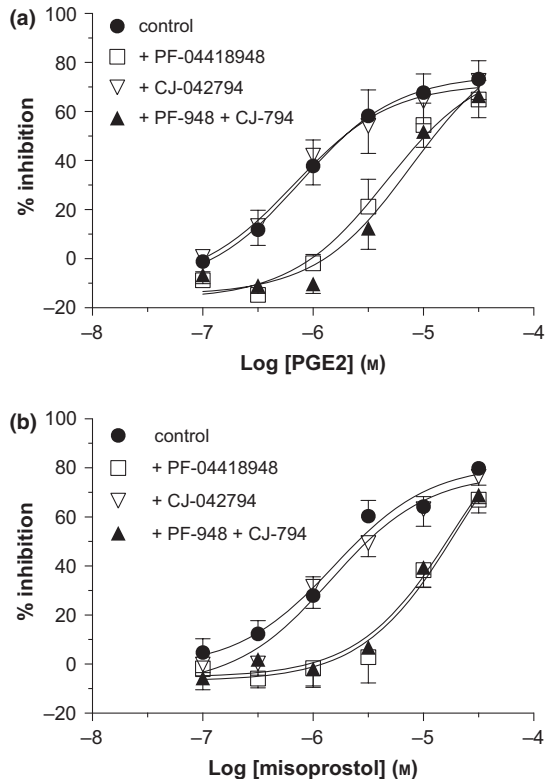 (a)
control
+ PF-04418948
+ CJ-042794
+ PF-948 + CJ-794
100
80
60
40
20
0
−20
% inhibition
−8 −7 −6 −5 −4
Log [PGE2] (M)
(b)
control
+ PF-04418948
+ CJ-042794
+ PF-948 + CJ-794
100
80
60
40
20
0
−20
% inhibition
−8 −7 −6 −5 −4
Log [misoprostol] (M)